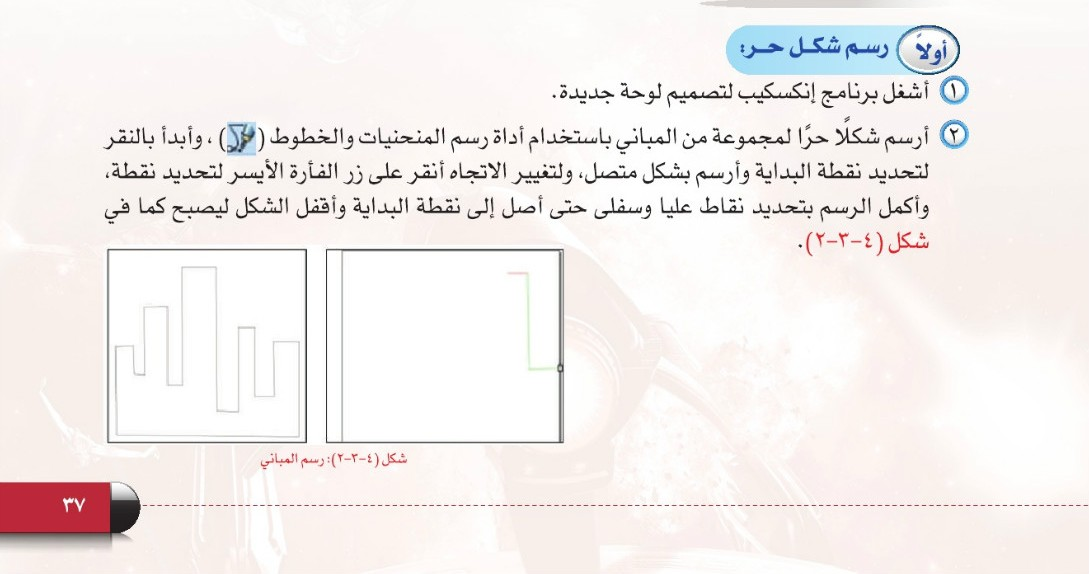 أولاً رسم شكل حر:
١ أشغل برنامج إنكسكيب لتصميم لوحة جديدة.
٢ أرسم شكلًا حرًا لمجموعة من المباني باستخدام أداة رسم المنحنيات والخطوط ( )، وأبدأ بالنقر
لتحديد نقطة البداية وأرسم بشكل متصل، ولتغيير الاتجاه أنقر على زر الفأرة الأيسر لتحديد نقطة،
وأكمل الرسم بتحديد نقاط عليا وسفلى حتى أصل إلى نقطة البداية وأقفل الشكل ليصبح كما في
شكل (٤-٣-٢).
شكل (٤-٣-٢): رسم المباني
٣٧